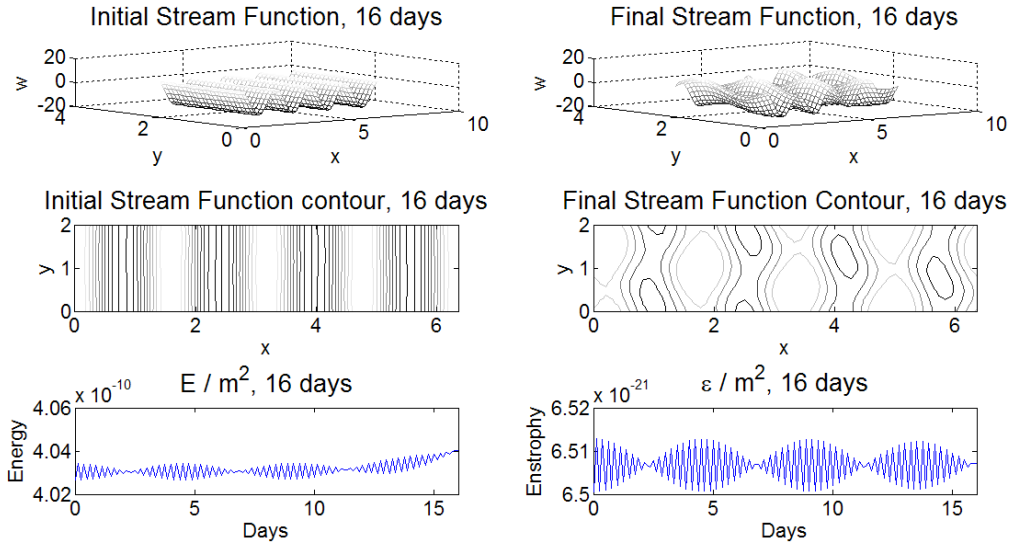 Initial Stream Function, 16 days
20
0
-20
w
4
2
0
y
0
5
10
x
Final Stream Function, 16 days
20
0
-20
w
4
2
0
y
0
5
10
x
Initial Stream Function contour, 16 days
2
1
0
y
0
2
4
6
x
Final Stream Function Contour, 16 days
2
1
0
y
0
2
4
6
x
E / m², 16 days
x 10⁻¹⁰
4.06
4.04
4.02
Energy
0
5
10
15
Days
ε / m², 16 days
x 10⁻²¹
6.52
6.51
6.5
Enstrophy
0
5
10
15
Days